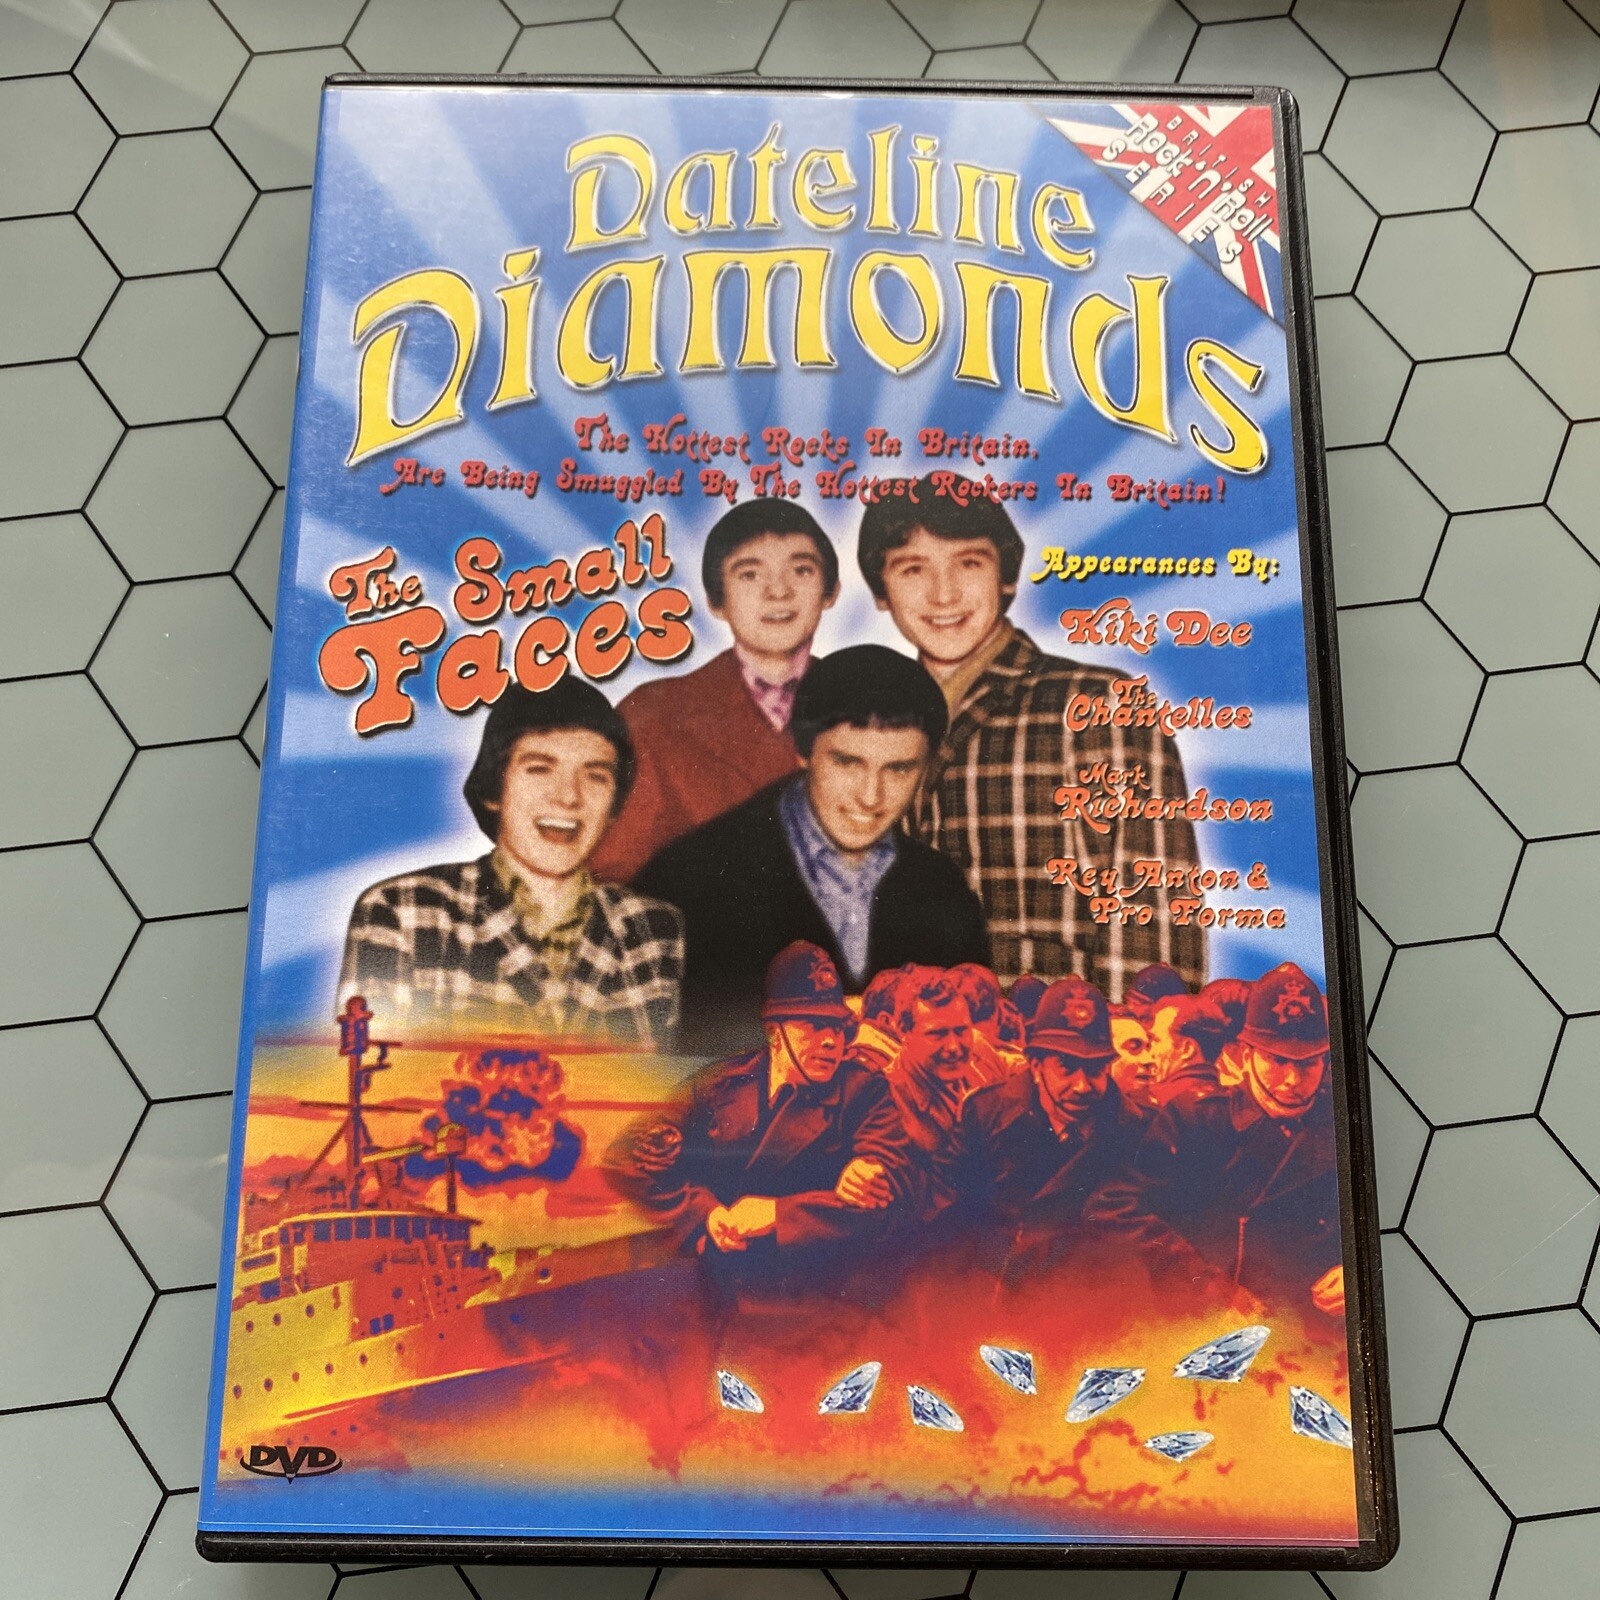 BRITISH
Rock 'n' Roll
SERIES
Dateline
Diamonds
The Hottest Rocks In Britain,
Are Being Smuggled By The Hottest Rockers In Britain!
The Small
Faces
Appearances By:
Kiki Dee
The
Chantelles
Mark
Richardson
Rey Anton &
Pro Forma
DVD